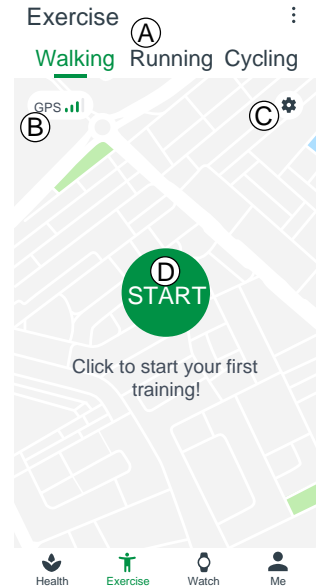 Exercise
A
Walking Running Cycling
GPS
B
C
D
START
Click to start your first
training!
Health Exercise Watch Me